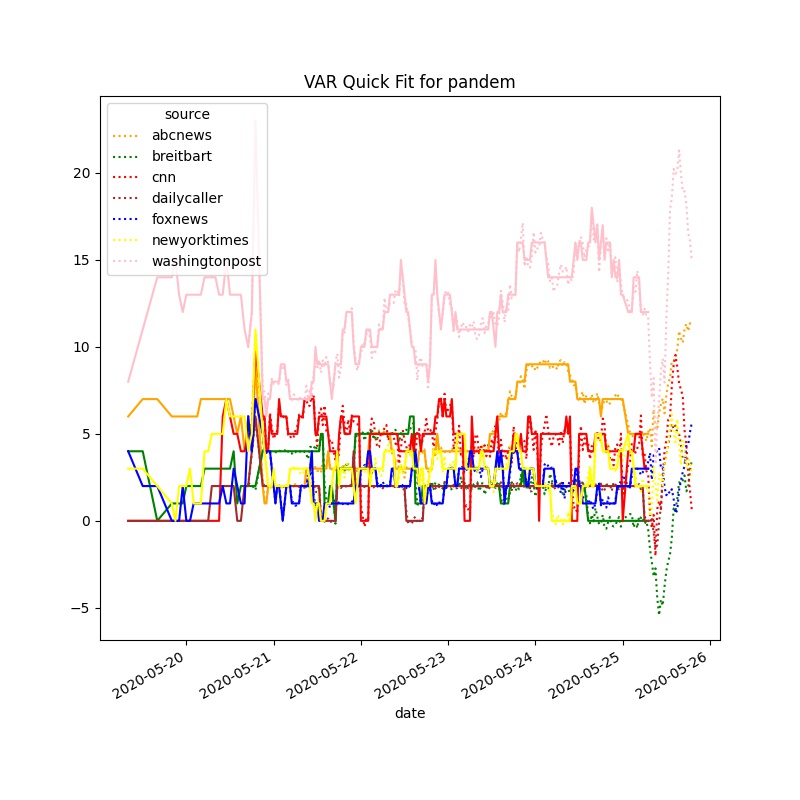 VAR Quick Fit for pandem
source
abcnews
breitbart
cnn
dailycaller
foxnews
newyorktimes
washingtonpost
20
15
10
5
0
−5
2020-05-20
2020-05-21
2020-05-22
2020-05-23
2020-05-24
2020-05-25
2020-05-26
date